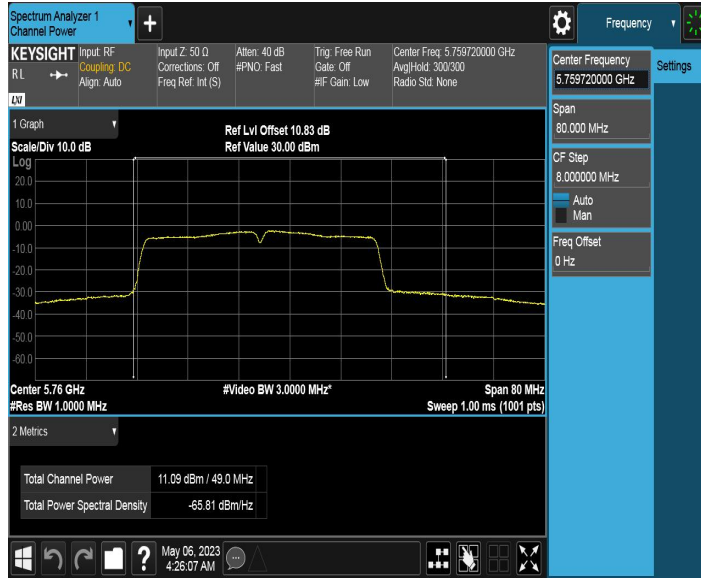 Spectrum Analyzer 1
Channel Power
+
Frequency
KEYSIGHT
RL
LXI
Input: RF
Coupling: DC
Align: Auto
Input Z: 50 Ω
Corrections: Off
Freq Ref: Int (S)
Atten: 40 dB
#PNO: Fast
Trig: Free Run
Gate: Off
#IF Gain: Low
Center Freq: 5.759720000 GHz
Avg|Hold: 300/300
Radio Std: None
Center Frequency
5.759720000 GHz
Settings
Span
80.000 MHz
CF Step
8.000000 MHz
Auto
Man
Freq Offset
0 Hz
1 Graph
Scale/Div 10.0 dB
Ref Lvl Offset 10.83 dB
Ref Value 30.00 dBm
Log
20.0
10.0
0.00
-10.0
-20.0
-30.0
-40.0
-50.0
-60.0
Center 5.76 GHz
#Res BW 1.0000 MHz
#Video BW 3.0000 MHz*
Span 80 MHz
Sweep 1.00 ms (1001 pts)
2 Metrics
Total Channel Power 11.09 dBm / 49.0 MHz
Total Power Spectral Density -65.81 dBm/Hz
?
May 06, 2023
4:26:07 AM